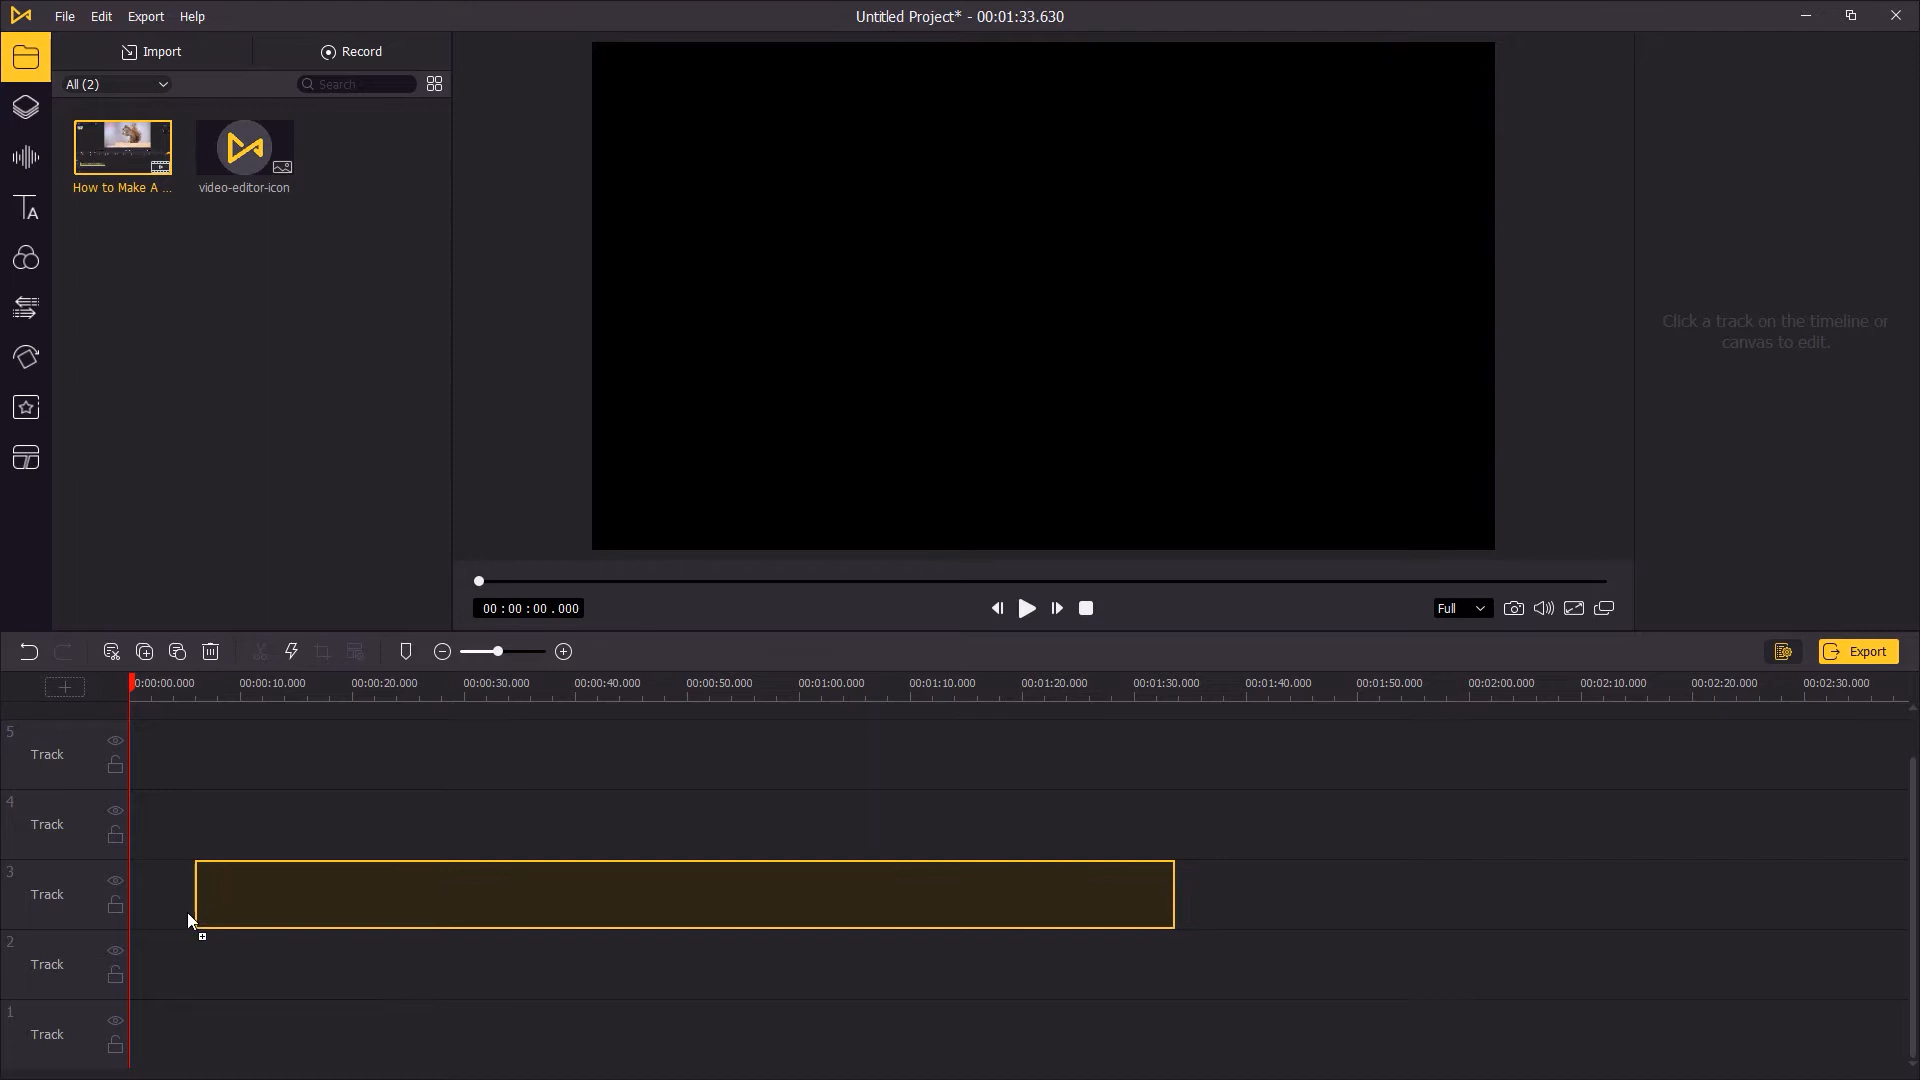 File Edit Export Help
Untitled Project* - 00:01:33.630
Import Record
All (2)
Search
How to Make A ...
video-editor-icon
Click a track on the timeline or
canvas to edit.
00:00:00.000
Full
Export
0:00:00.000 00:00:10.000 00:00:20.000 00:00:30.000 00:00:40.000 00:00:50.000 00:01:00.000 00:01:10.000 00:01:20.000 00:01:30.000 00:01:40.000 00:01:50.000 00:02:00.000 00:02:10.000 00:02:20.000 00:02:30.000
5
Track
4
Track
3
Track
2
Track
1
Track